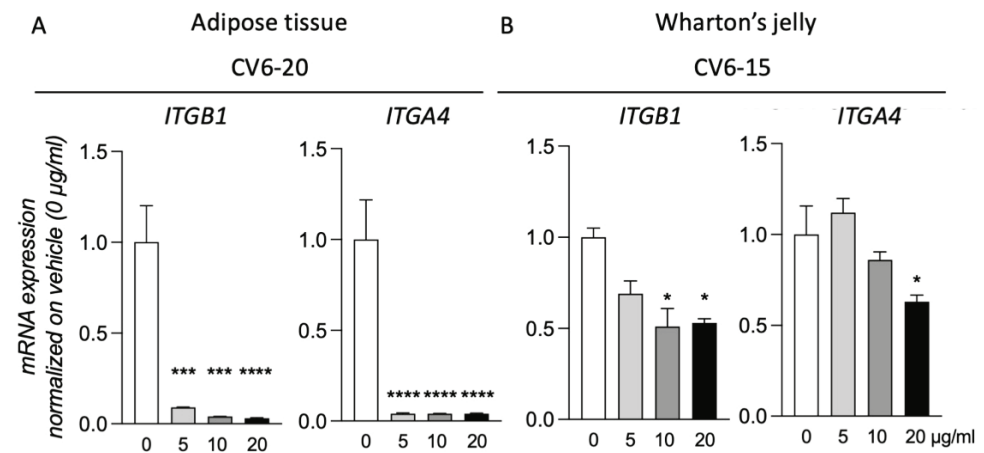 A Adipose tissue
CV6-20
ITGB1 ITGA4
mRNA expression
normalized on vehicle (0 µg/ml)
1.5
1.0
0.5
0.0
*** *** ****
0 5 10 20
1.5
1.0
0.5
0.0
**** **** ****
0 5 10 20
B Wharton’s jelly
CV6-15
ITGB1 ITGA4
1.5
1.0
0.5
0.0
* *
0 5 10 20
1.5
1.0
0.5
0.0
*
0 5 10 20 µg/ml